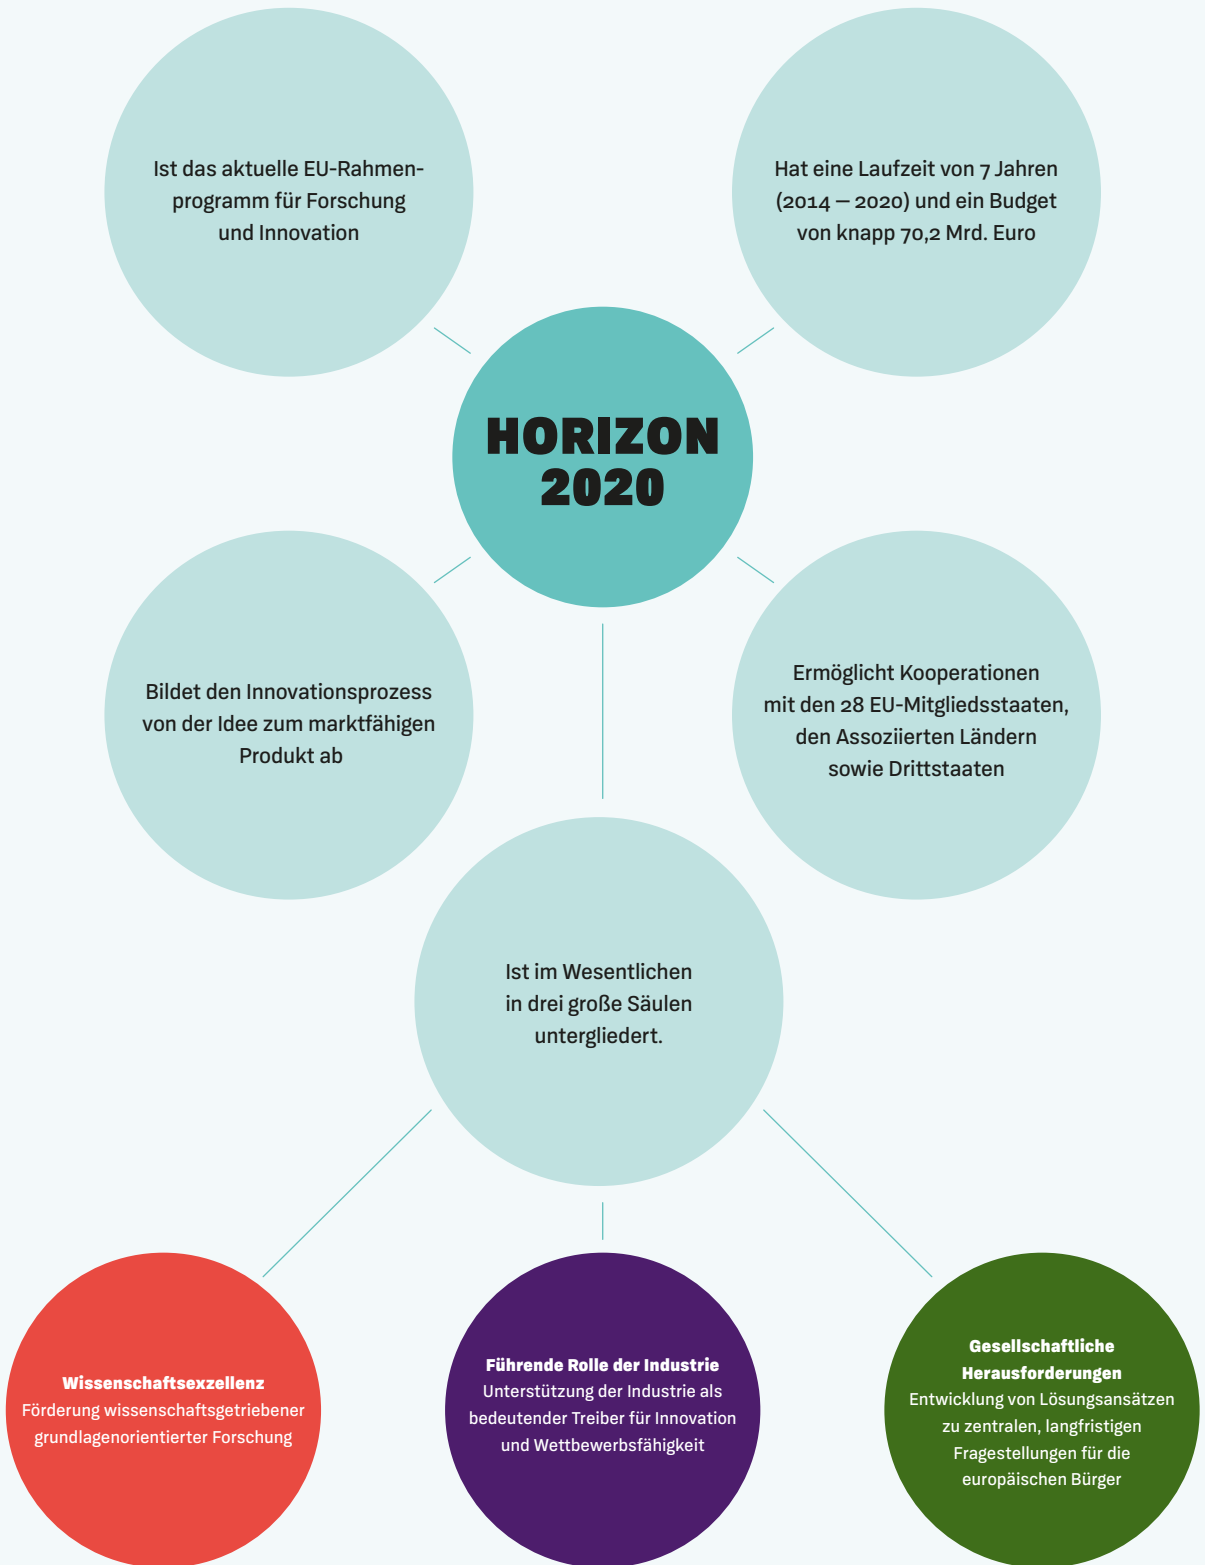 Ist das aktuelle EU-Rahmen-
programm für Forschung
und Innovation
Hat eine Laufzeit von 7 Jahren
(2014 – 2020) und ein Budget
von knapp 70,2 Mrd. Euro
HORIZON
2020
Bildet den Innovationsprozess
von der Idee zum marktfähigen
Produkt ab
Ermöglicht Kooperationen
mit den 28 EU-Mitgliedsstaaten,
den Assoziierten Ländern
sowie Drittstaaten
Ist im Wesentlichen
in drei große Säulen
untergliedert.
Wissenschaftsexzellenz
Förderung wissenschaftsgetriebener
grundlagenorientierter Forschung
Führende Rolle der Industrie
Unterstützung der Industrie als
bedeutender Treiber für Innovation
und Wettbewerbsfähigkeit
Gesellschaftliche
Herausforderungen
Entwicklung von Lösungsansätzen
zu zentralen, langfristigen
Fragestellungen für die
europäischen Bürger